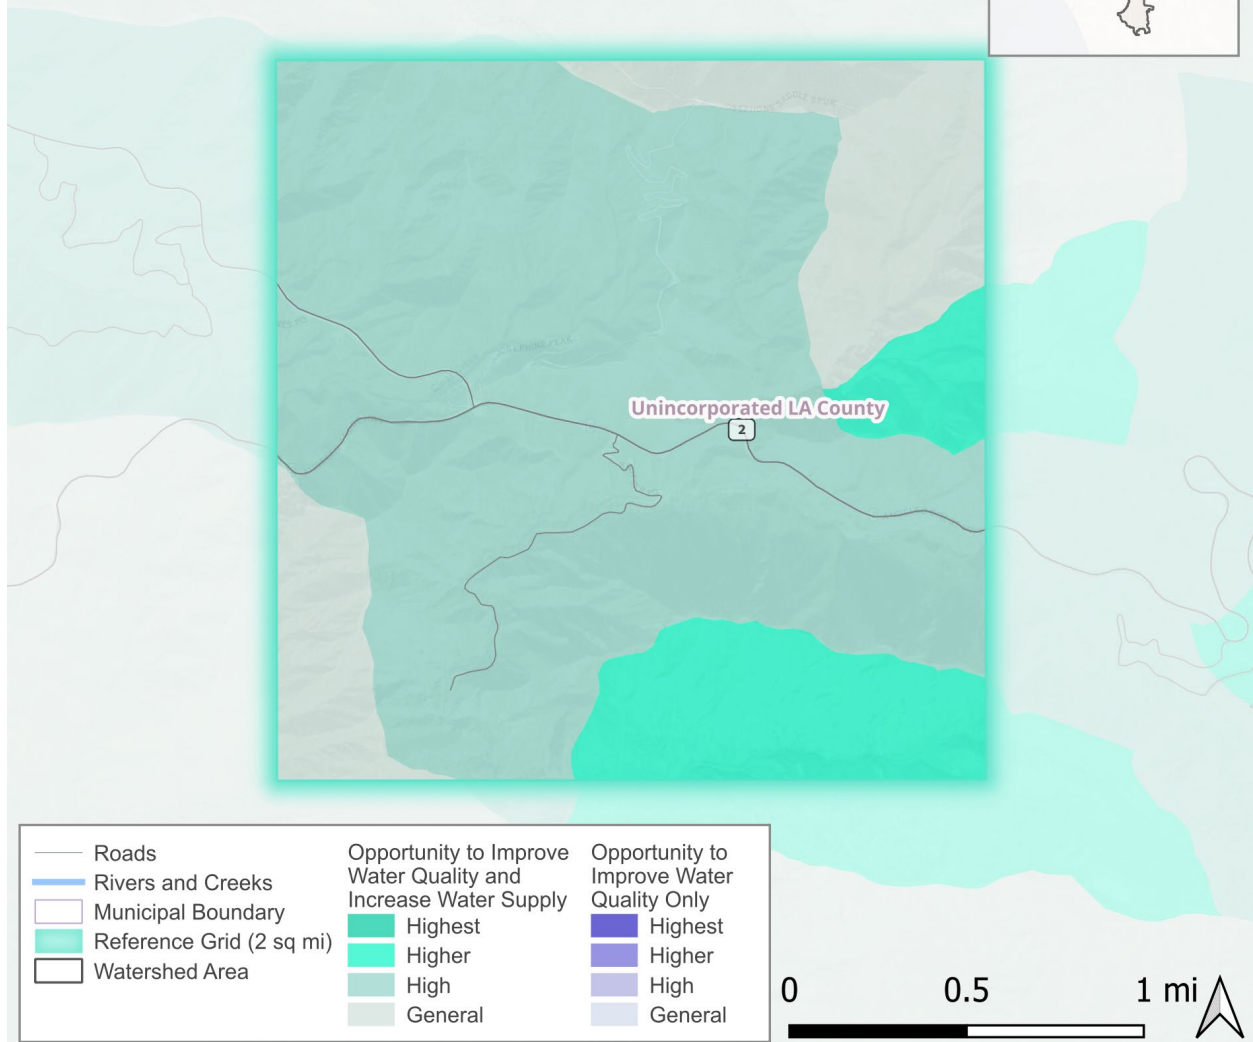 Unincorporated LA County
2
JOSEPHINE PEAK
Roads
Rivers and Creeks
Municipal Boundary
Reference Grid (2 sq mi)
Watershed Area
Opportunity to Improve
Water Quality and
Increase Water Supply
Highest
Higher
High
General
Opportunity to
Improve Water
Quality Only
Highest
Higher
High
General
0 0.5 1 mi